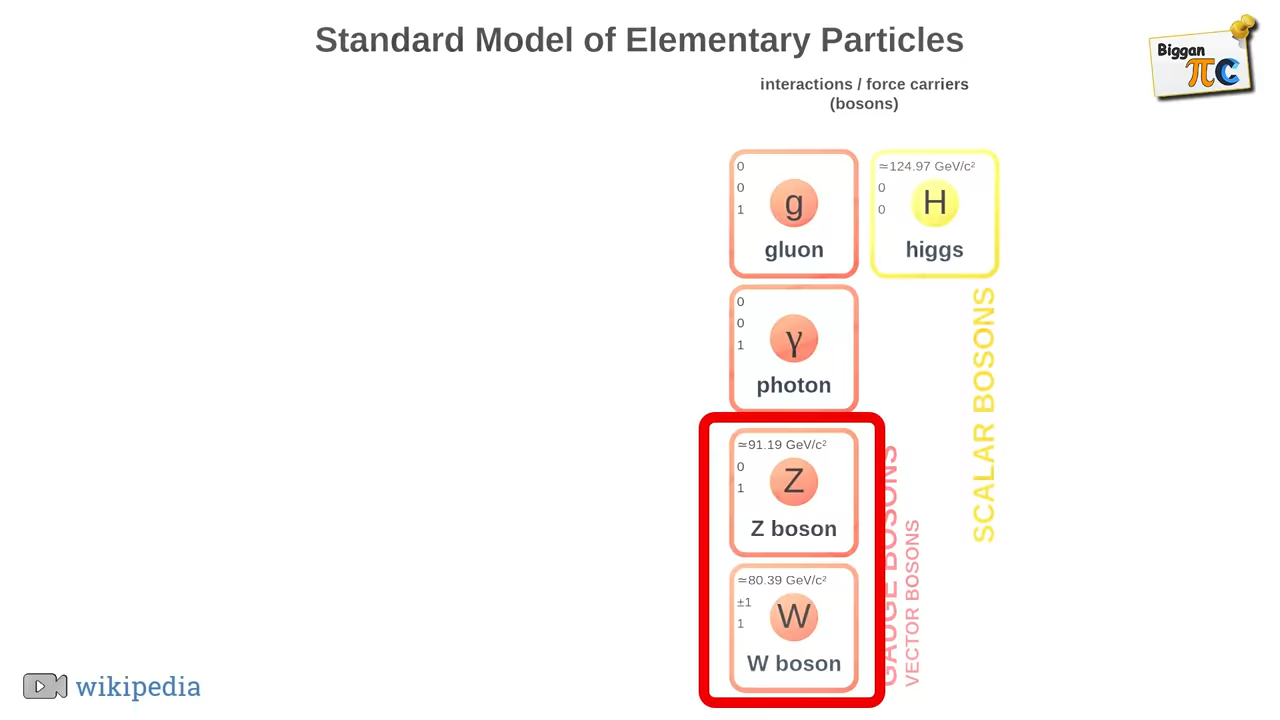 Standard Model of Elementary Particles
Biggan
πC
interactions / force carriers
(bosons)
0
0
1
g
gluon
≃124.97 GeV/c²
0
0
H
higgs
0
0
1
γ
photon
≃91.19 GeV/c²
0
1
Z
Z boson
≃80.39 GeV/c²
±1
1
W
W boson
GAUGE BOSONS
VECTOR BOSONS
SCALAR BOSONS
wikipedia